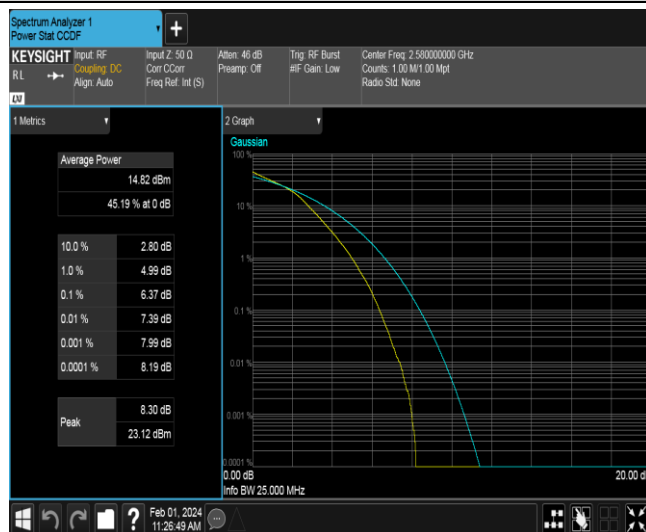 Spectrum Analyzer 1
Power Stat CCDF
+
KEYSIGHT
RL
LXI
Input: RF
Coupling: DC
Align: Auto
Input Z: 50 Ω
Corr CCorr
Freq Ref: Int (S)
Atten: 46 dB
Preamp: Off
Trig: RF Burst
#IF Gain: Low
Center Freq: 2.580000000 GHz
Counts: 1.00 M/1.00 Mpt
Radio Std: None
1 Metrics
Average Power
14.82 dBm
45.19 % at 0 dB
10.0 % 2.80 dB
1.0 % 4.99 dB
0.1 % 6.37 dB
0.01 % 7.39 dB
0.001 % 7.99 dB
0.0001 % 8.19 dB
Peak
8.30 dB
23.12 dBm
2 Graph
Gaussian
100 %
10 %
1 %
0.1 %
0.01 %
0.001 %
0.0001 %
0.00 dB
20.00 d
Info BW 25.000 MHz
?
Feb 01, 2024
11:26:49 AM